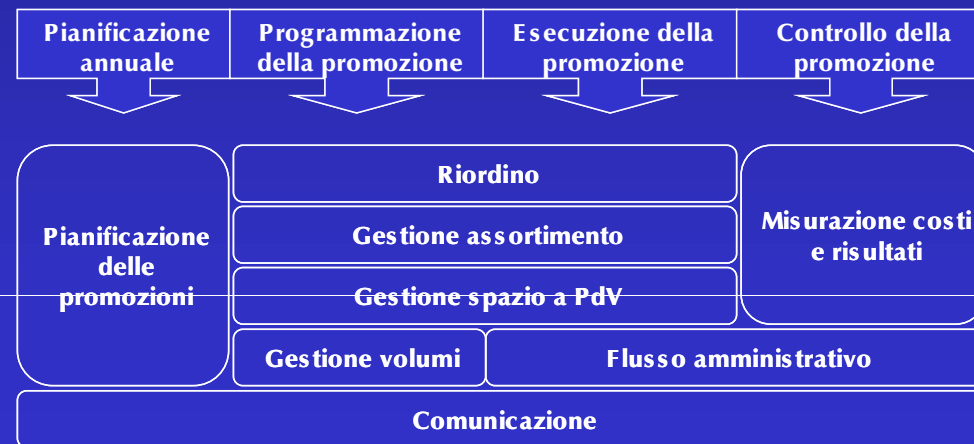 Pianificazione
annuale
Programmazione
della promozione
Esecuzione della
promozione
Controllo della
promozione
Pianificazione
delle
promozioni
Riordino
Gestione assortimento
Gestione spazio a PdV
Misurazione costi
e risultati
Gestione volumi
Flusso amministrativo
Comunicazione